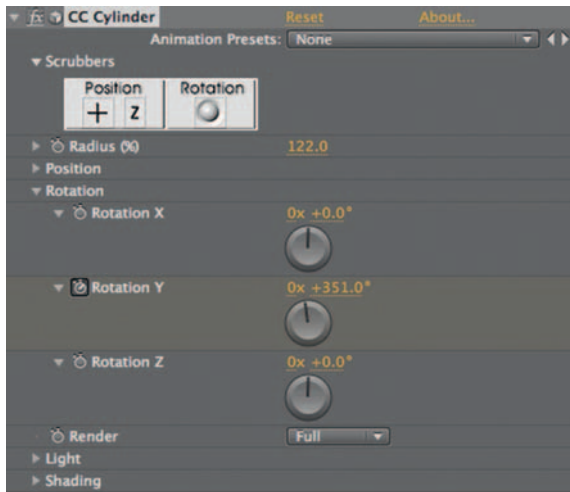 fx CC Cylinder Reset About...
Animation Presets: None
Scrubbers
Position Rotation
Z
Radius (%) 122.0
Position
Rotation
Rotation X 0x +0.0°
Rotation Y 0x +351.0°
Rotation Z 0x +0.0°
Render Full
Light
Shading